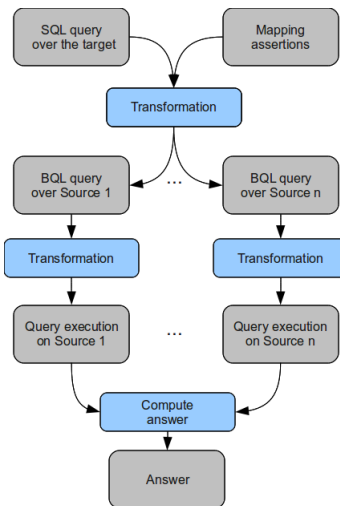 SQL query
over the target
Mapping
assertions
Transformation
BQL query
over Source 1
...
BQL query
over Source n
Transformation
Transformation
Query execution
on Source 1
...
Query execution
on Source n
Compute
answer
Answer